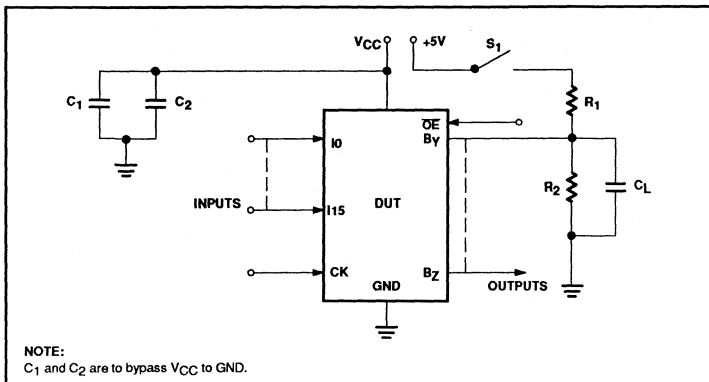 VCC +5V S1
C1 C2 R1
OE
I0 BY
INPUTS R2 CL
I15 DUT
CK BZ
GND OUTPUTS
NOTE:
C1 and C2 are to bypass VCC to GND.